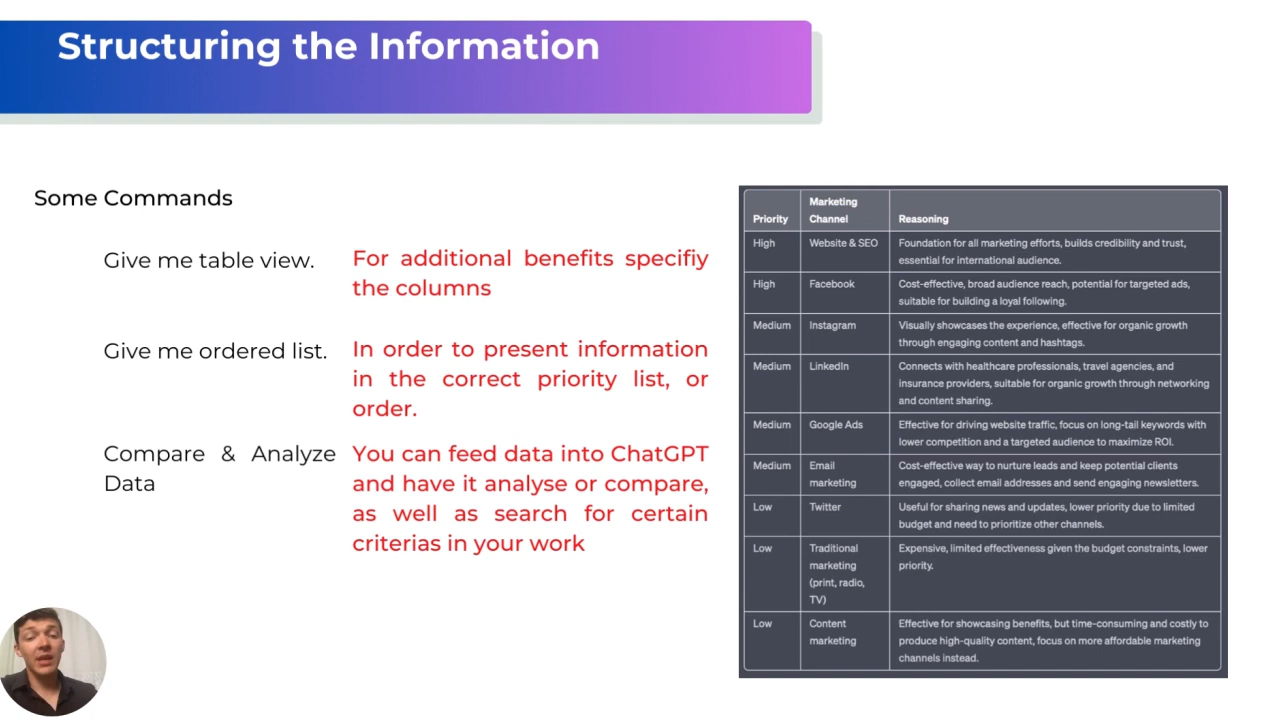 Structuring the Information
Some Commands
Give me table view.
For additional benefits specifiy
the columns
Give me ordered list.
In order to present information
in the correct priority list, or
order.
Compare & Analyze
Data
You can feed data into ChatGPT
and have it analyse or compare,
as well as search for certain
criterias in your work
Priority Marketing Channel Reasoning
High Website & SEO Foundation for all marketing efforts, builds credibility and trust,
essential for international audience.
High Facebook Cost-effective, broad audience reach, potential for targeted ads,
suitable for building a loyal following.
Medium Instagram Visually showcases the experience, effective for organic growth
through engaging content and hashtags.
Medium LinkedIn Connects with healthcare professionals, travel agencies, and
insurance providers, suitable for organic growth through networking
and content sharing.
Medium Google Ads Effective for driving website traffic, focus on long-tail keywords with
lower competition and a targeted audience to maximize ROI.
Medium Email marketing Cost-effective way to nurture leads and keep potential clients
engaged, collect email addresses and send engaging newsletters.
Low Twitter Useful for sharing news and updates, lower priority due to limited
budget and need to prioritize other channels.
Low Traditional marketing (print, radio, TV) Expensive, limited effectiveness given the budget constraints, lower
priority.
Low Content marketing Effective for showcasing benefits, but time-consuming and costly to
produce high-quality content, focus on more affordable marketing
channels instead.